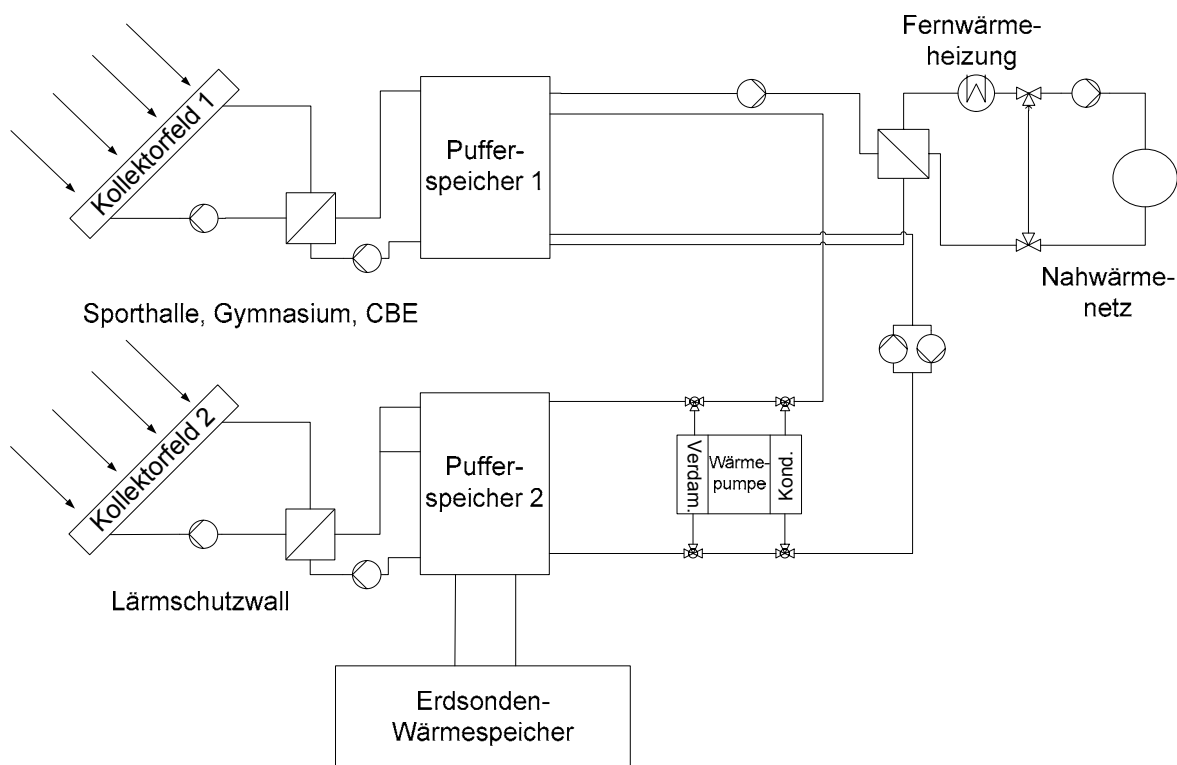 Fernwärme-
heizung
Kollektorfeld 1
Puffer-
speicher 1
Nahwärme-
netz
Sporthalle, Gymnasium, CBE
Kollektorfeld 2
Puffer-
speicher 2
Verdam.
Wärme-
pumpe
Kond.
Lärmschutzwall
Erdsonden-
Wärmespeicher